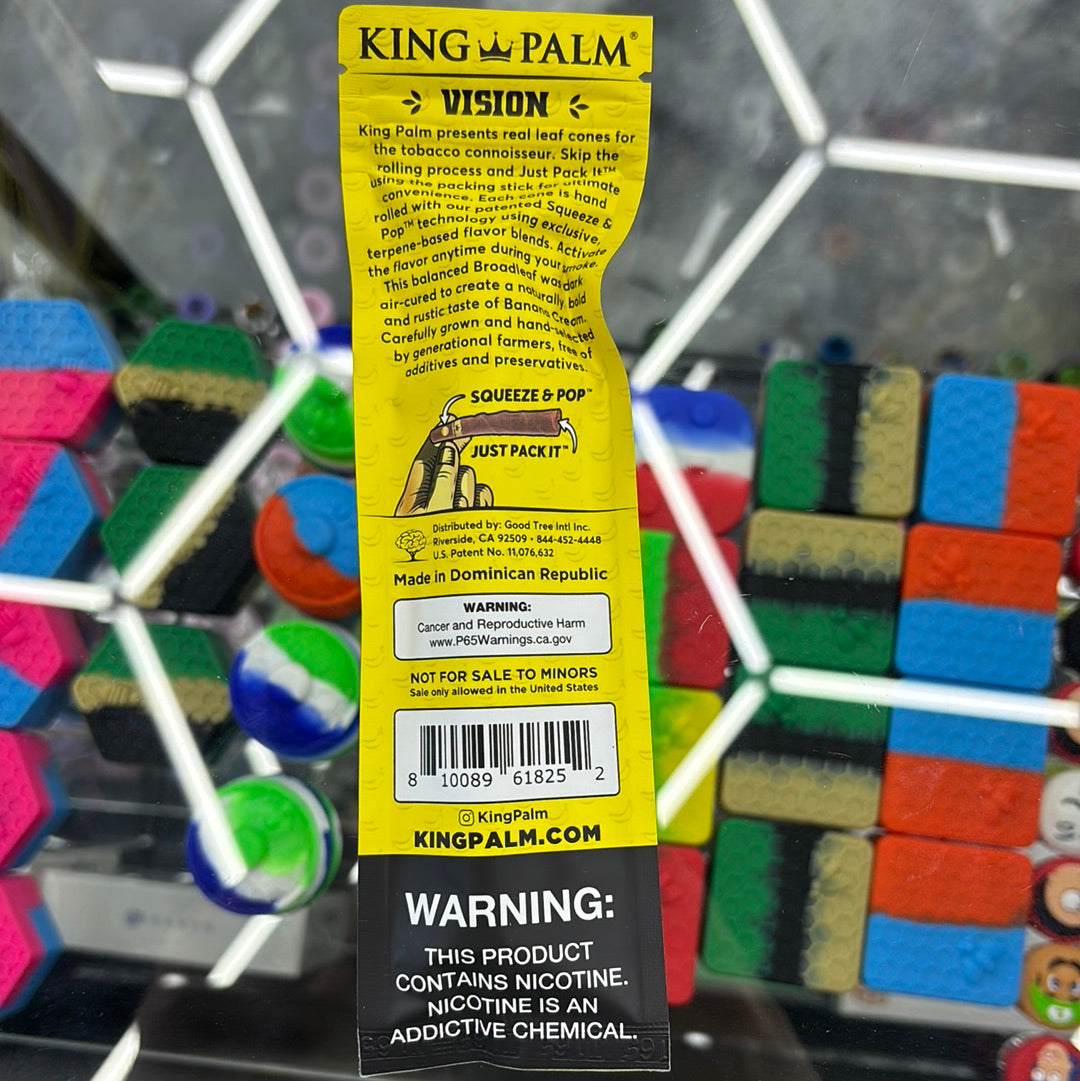 KING PALM®
VISION
King Palm presents real leaf cones for
the tobacco connoisseur. Skip the
rolling process and Just Pack It™
using the packing stick for ultimate
convenience. Each cone is hand
rolled with our patented Squeeze &
Pop™ technology using exclusive,
terpene-based flavor blends. Activate
the flavor anytime during your smoke.
This balanced Broadleaf was dark
air-cured to create a naturally bold
and rustic taste of Banana Cream.
Carefully grown and hand-selected
by generational farmers, free of
additives and preservatives.
SQUEEZE & POP™
JUST PACK IT™
Distributed by: Good Tree Intl Inc.
Riverside, CA 92509 • 844-452-4448
U.S. Patent No. 11,076,632
Made in Dominican Republic
WARNING:
Cancer and Reproductive Harm
www.P65Warnings.ca.gov
NOT FOR SALE TO MINORS
Sale only allowed in the United States
8 10089 61825 2
KingPalm
KINGPALM.COM
WARNING:
THIS PRODUCT
CONTAINS NICOTINE.
NICOTINE IS AN
ADDICTIVE CHEMICAL.